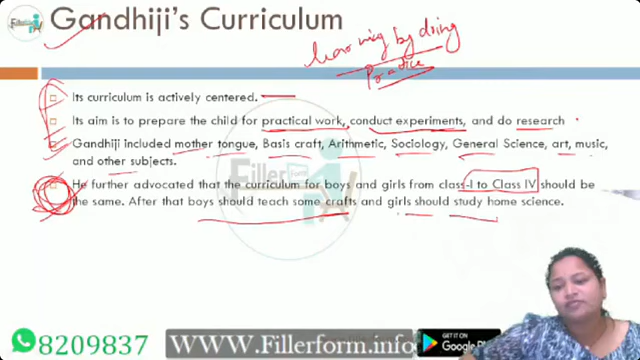 Filler
Gandhiji's Curriculum
learning by doing
Practice
Its curriculum is actively centered.
Its aim is to prepare the child for practical work, conduct experiments, and do research
Gandhiji included mother tongue, Basis craft, Arithmetic, Sociology, General Science, art, music,
and other subjects.
He further advocated that the curriculum for boys and girls from class-I to Class IV should be
the same. After that boys should teach some crafts and girls should study home science.
Filler
8209837
WWW.Fillerform.info
GET IT ON
Google